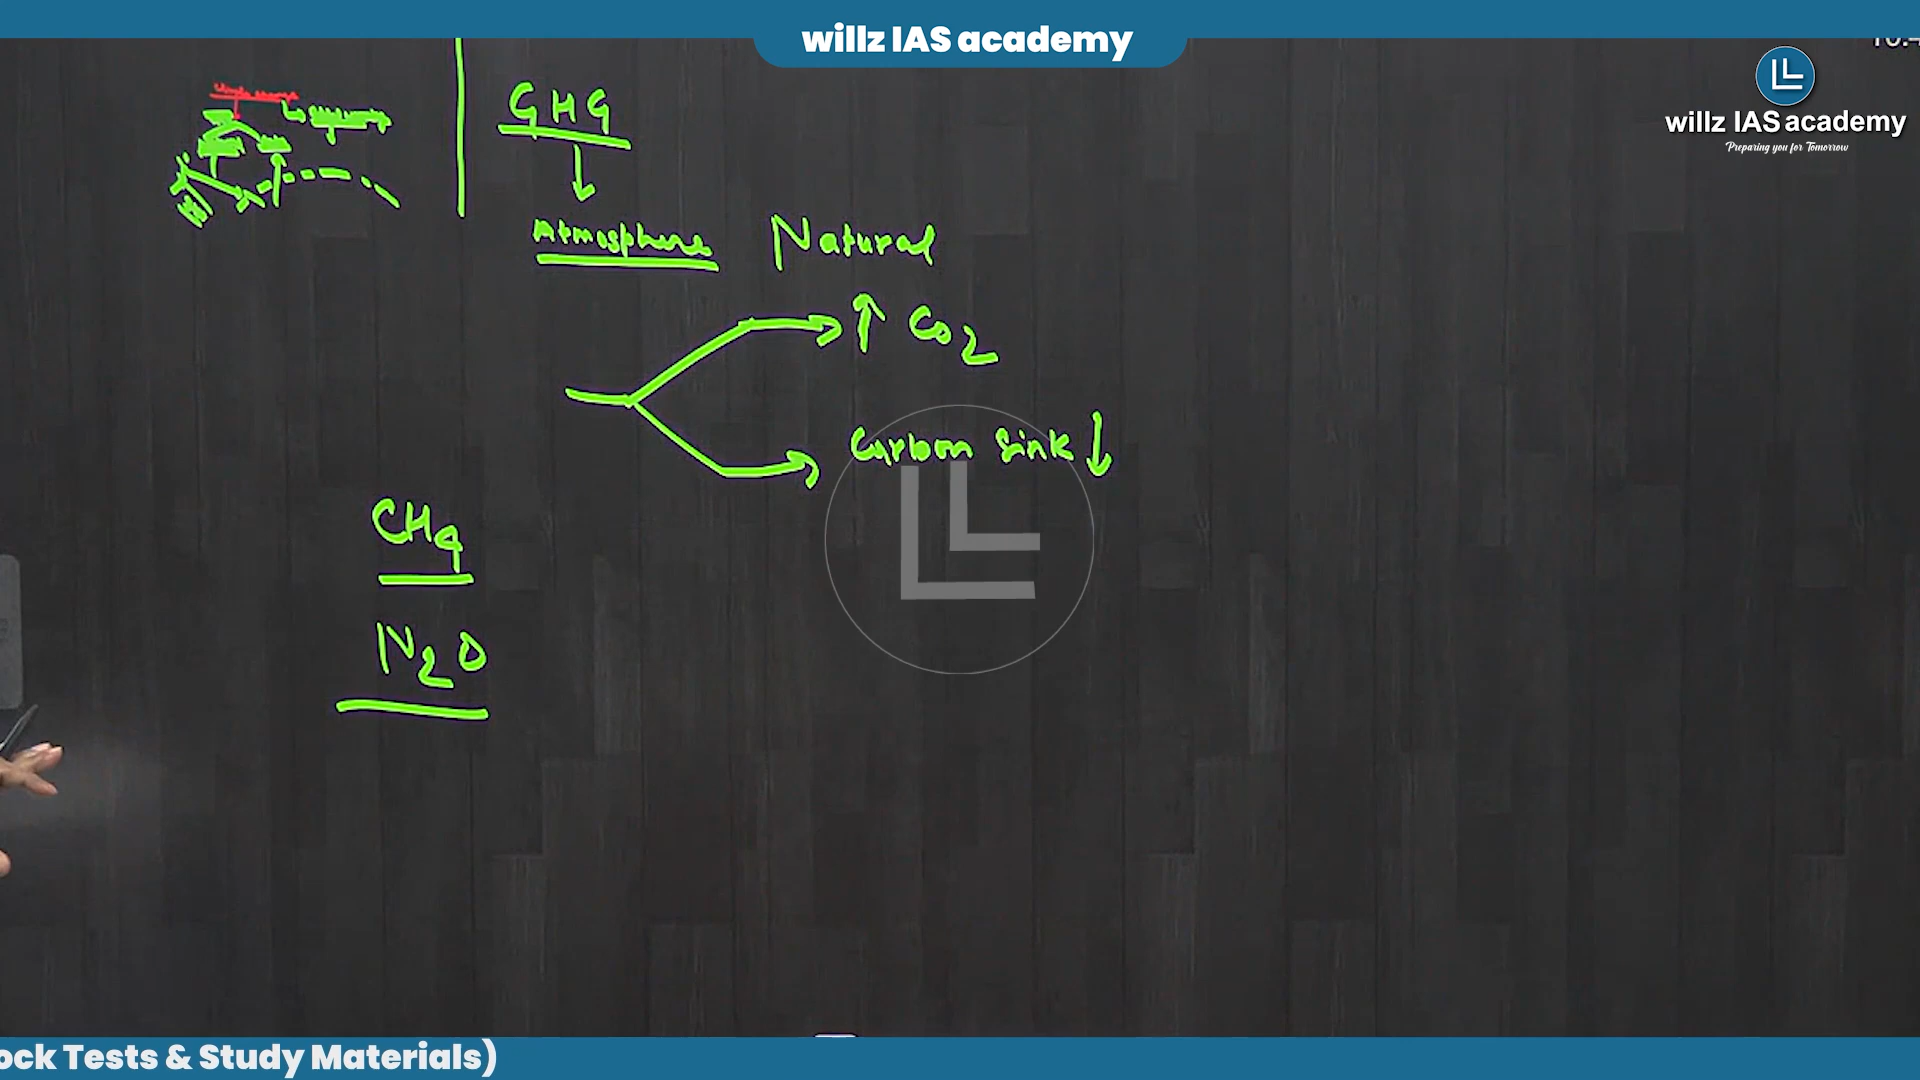 willz IAS academy
willz IAS academy
Preparing you for Tomorrow
GHG
Atmosphere Natural
↑ CO2
Carbon Sink ↓
CH4
N2O
ock Tests & Study Materials)